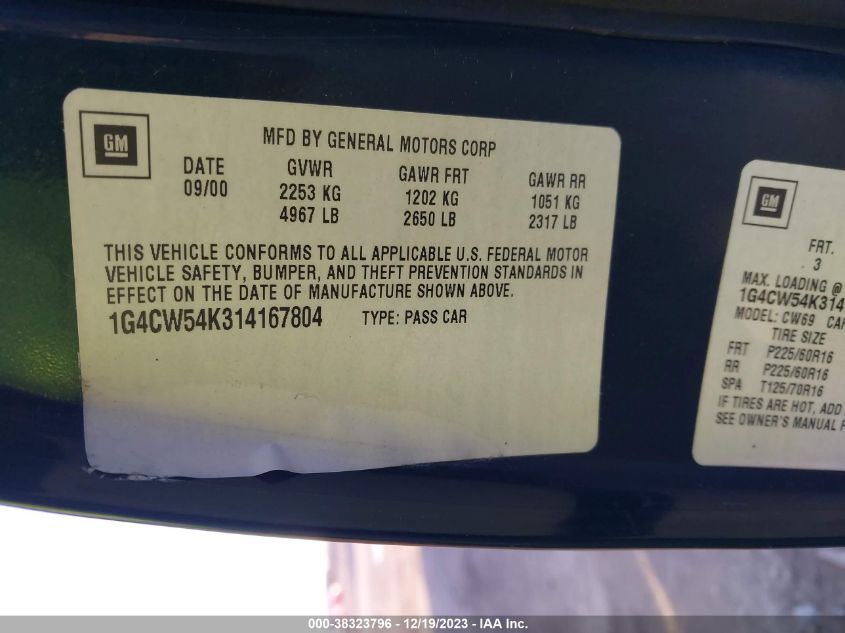 GM
MFD BY GENERAL MOTORS CORP
DATE GVWR GAWR FRT GAWR RR
09/00 2253 KG 1202 KG 1051 KG
4967 LB 2650 LB 2317 LB
THIS VEHICLE CONFORMS TO ALL APPLICABLE U.S. FEDERAL MOTOR
VEHICLE SAFETY, BUMPER, AND THEFT PREVENTION STANDARDS IN
EFFECT ON THE DATE OF MANUFACTURE SHOWN ABOVE.
1G4CW54K314167804 TYPE: PASS CAR
GM
FRT.
3
MAX. LOADING @
1G4CW54K314
MODEL: CW69
TIRE SIZE
FRT P225/60R16
RR P225/60R16
SPA T125/70R16
IF TIRES ARE HOT, ADD
SEE OWNER'S MANUAL
000-38323796 - 12/19/2023 - IAA Inc.